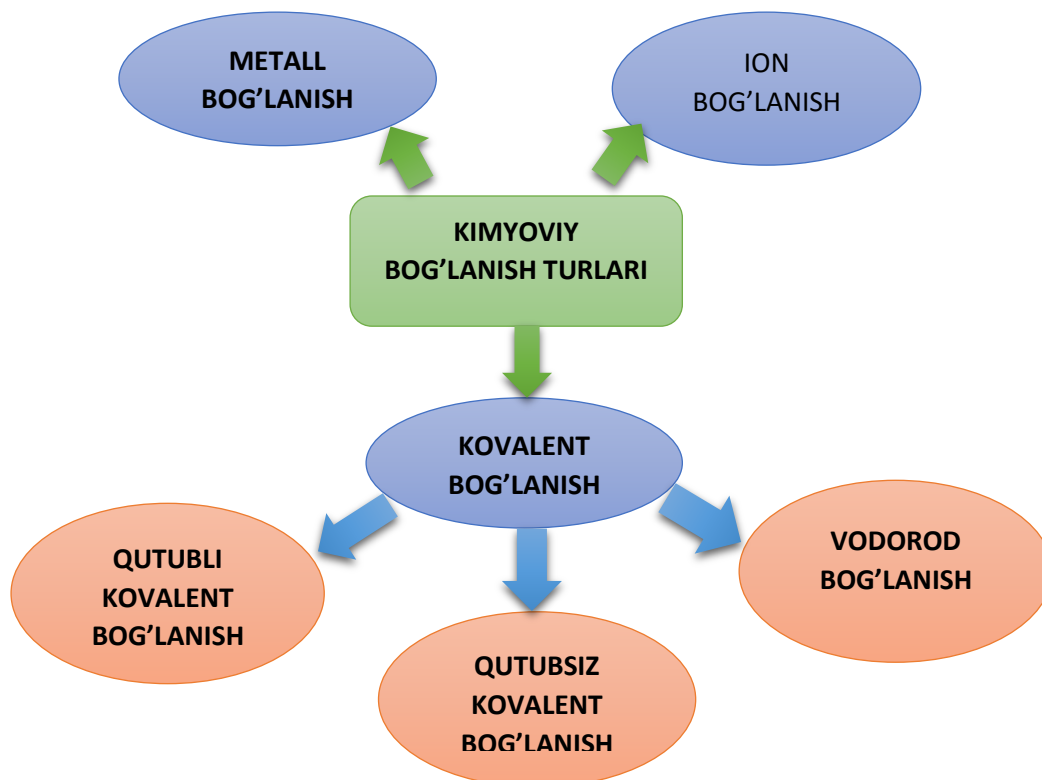 METALL
BOG’LANISH
ION
BOG’LANISH
KIMYOVIY
BOG’LANISH TURLARI
KOVALENT
BOG’LANISH
QUTUBLI
KOVALENT
BOG’LANISH
QUTUBSIZ
KOVALENT
BOG’LANISH
VODOROD
BOG’LANISH